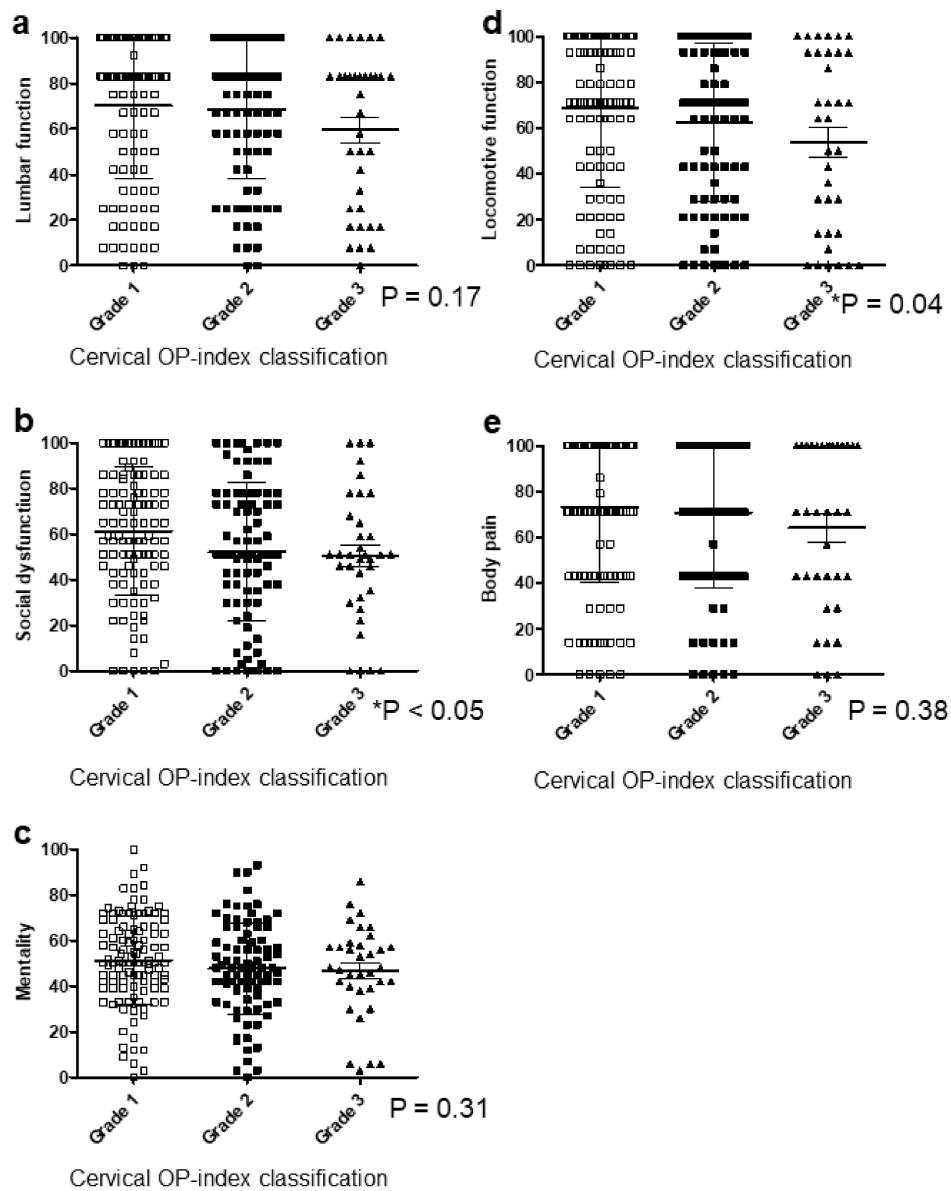 a
Lumbar function
100
80
60
40
20
0
Grade 1
Grade 2
Grade 3
P = 0.17
Cervical OP-index classification
d
Locomotive function
100
80
60
40
20
0
Grade 1
Grade 2
Grade 3
*P = 0.04
Cervical OP-index classification
b
Social dysfunctiuon
100
80
60
40
20
0
Grade 1
Grade 2
Grade 3
*P < 0.05
Cervical OP-index classification
e
Body pain
100
80
60
40
20
0
Grade 1
Grade 2
Grade 3
P = 0.38
Cervical OP-index classification
c
Mentality
100
80
60
40
20
0
Grade 1
Grade 2
Grade 3
P = 0.31
Cervical OP-index classification